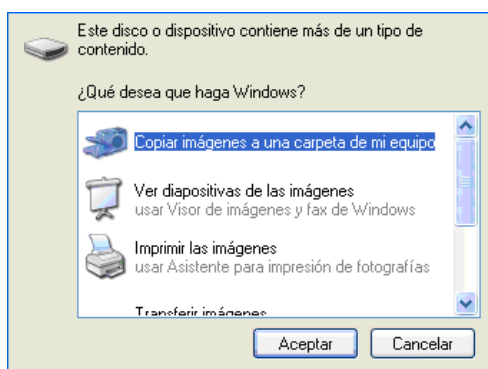 Este disco o dispositivo contiene más de un tipo de
contenido.
¿Qué desea que haga Windows?
Copiar imágenes a una carpeta de mi equipo
Ver diapositivas de las imágenes
usar Visor de imágenes y fax de Windows
Imprimir las imágenes
usar Asistente para impresión de fotografías
Transferir imágenes
Aceptar
Cancelar